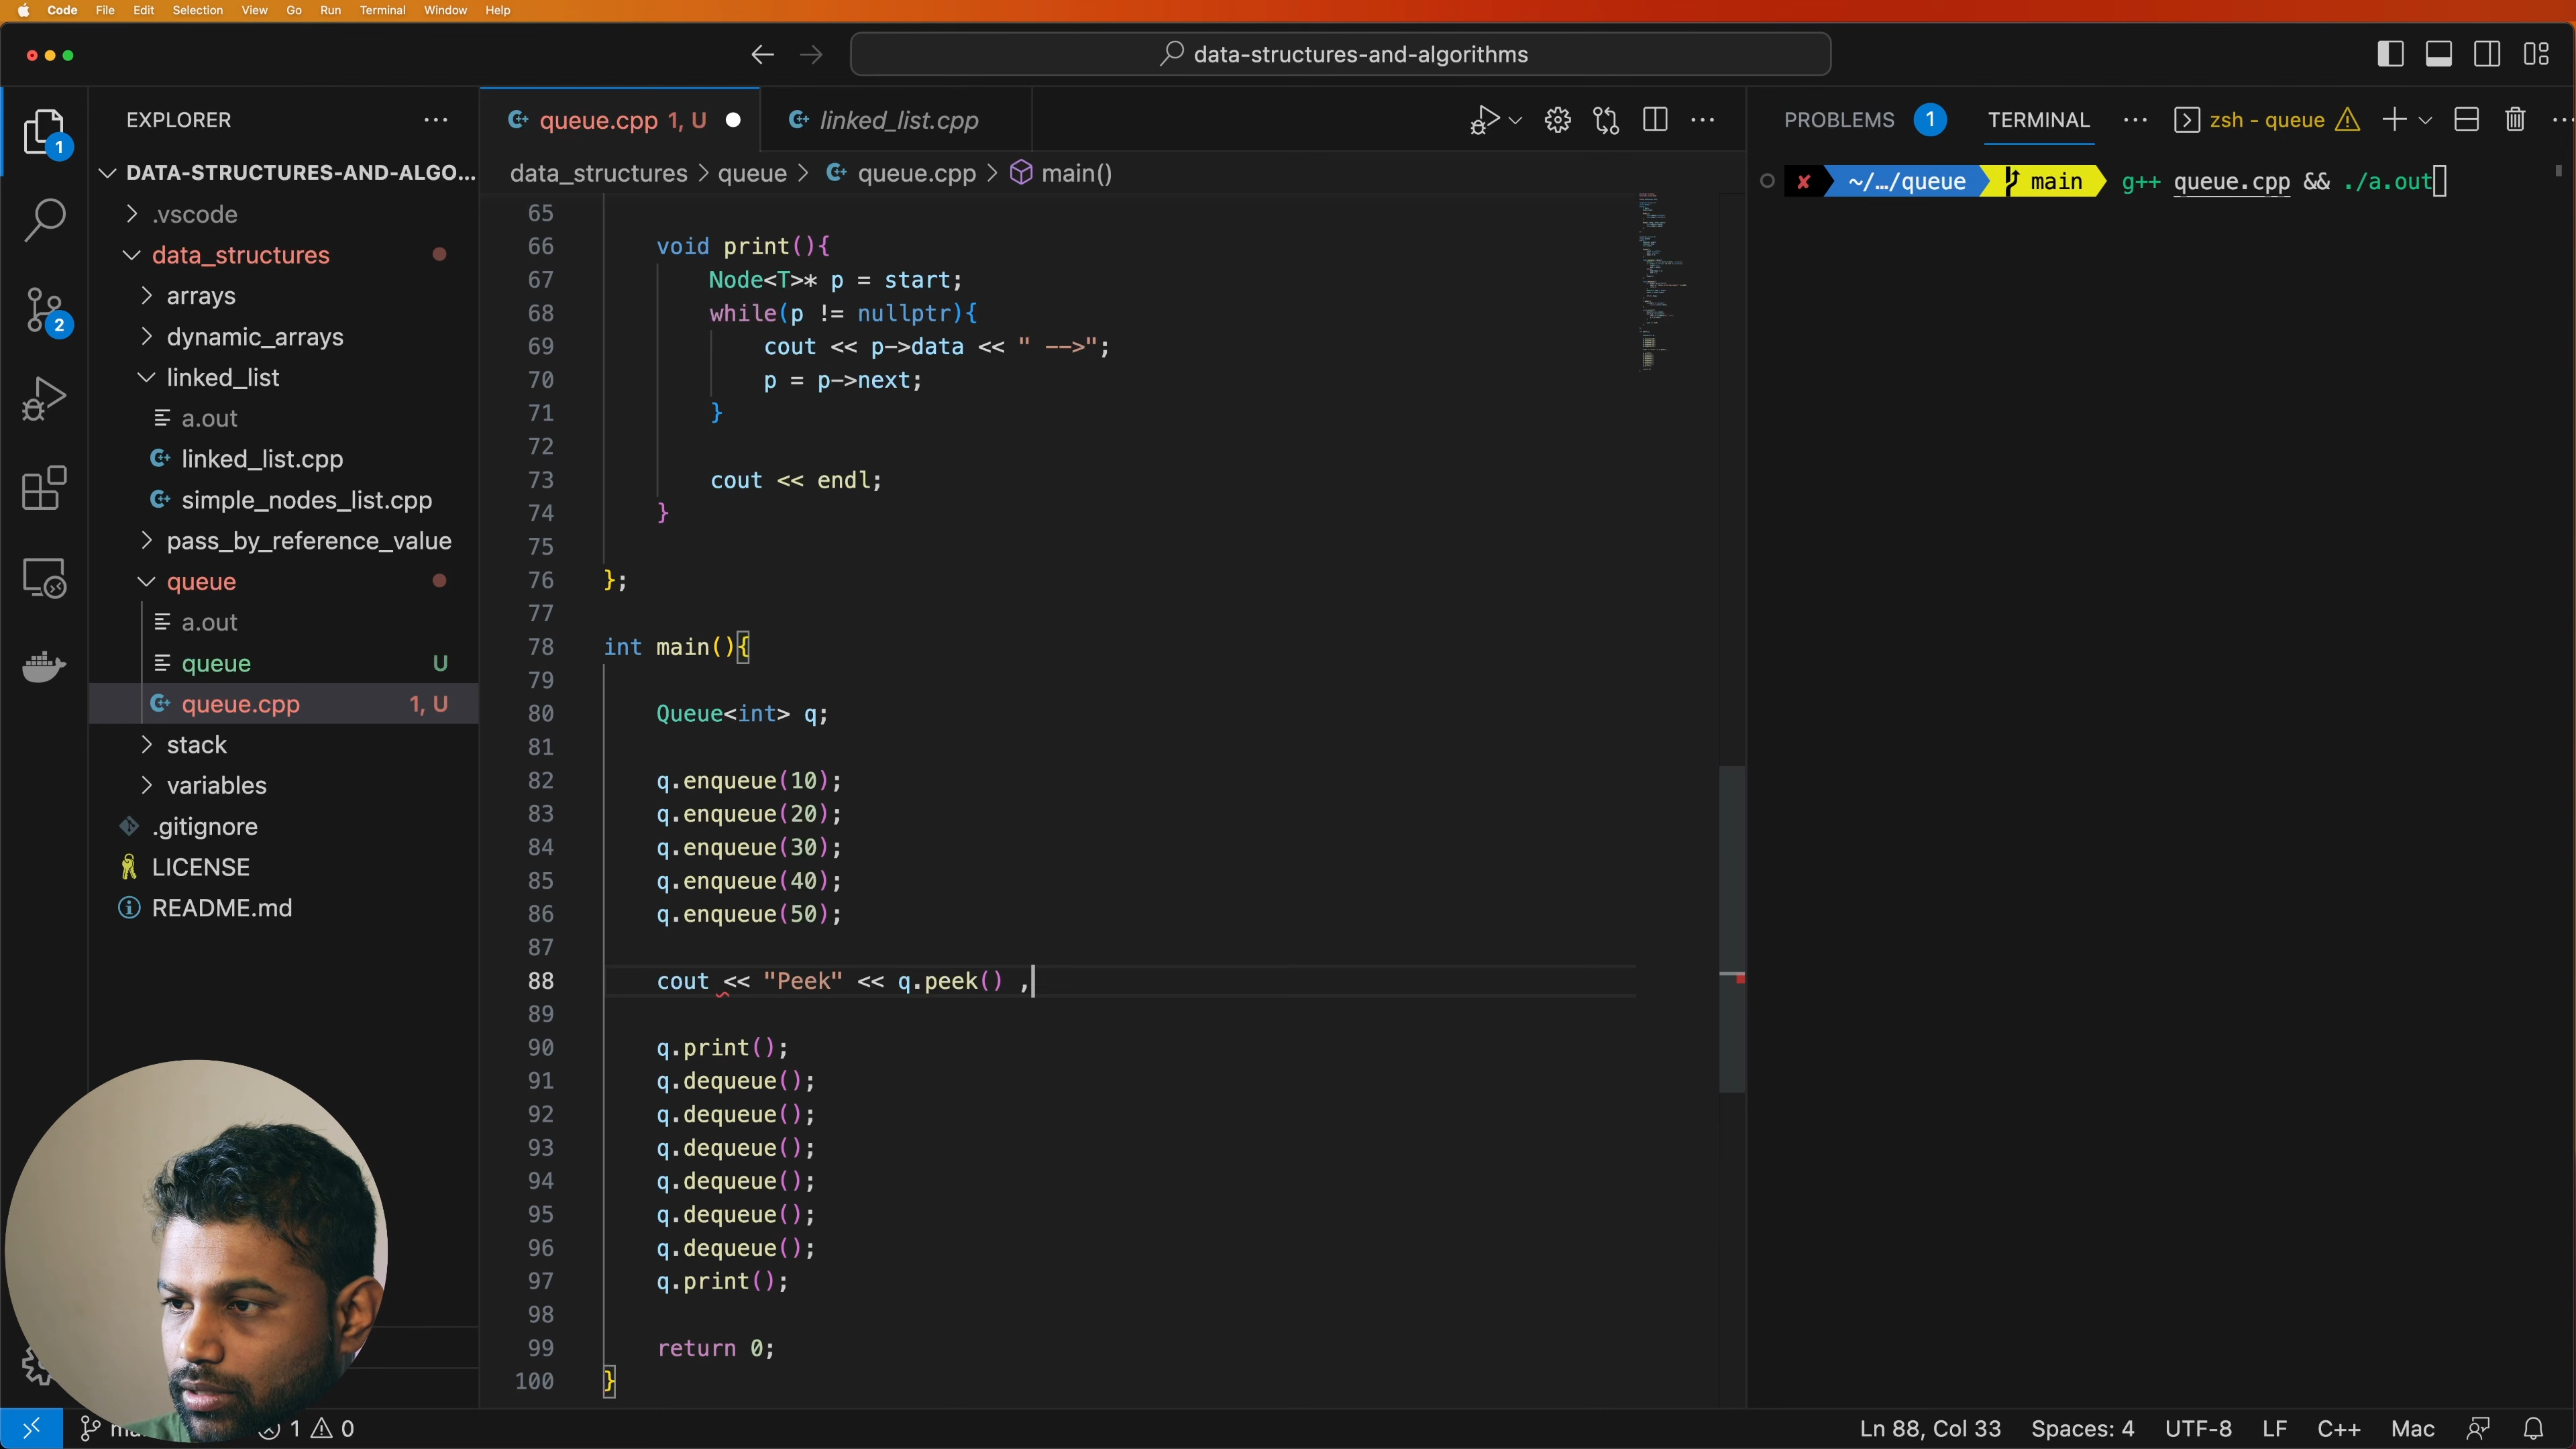 Code File Edit Selection View Go Run Terminal Window Help
data-structures-and-algorithms
EXPLORER
DATA-STRUCTURES-AND-ALGO...
.vscode
data_structures
arrays
dynamic_arrays
linked_list
a.out
linked_list.cpp
simple_nodes_list.cpp
pass_by_reference_value
queue
a.out
queue U
queue.cpp 1, U
stack
variables
.gitignore
LICENSE
README.md
1
2
queue.cpp 1, U
linked_list.cpp
data_structures > queue > queue.cpp > main()
65
66 void print(){
67 Node<T>* p = start;
68 while(p != nullptr){
69 cout << p->data << " -->";
70 p = p->next;
71 }
72
73 cout << endl;
74 }
75
76 };
77
78 int main(){
79
80 Queue<int> q;
81
82 q.enqueue(10);
83 q.enqueue(20);
84 q.enqueue(30);
85 q.enqueue(40);
86 q.enqueue(50);
87
88 cout << "Peek" << q.peek() ,
89
90 q.print();
91 q.dequeue();
92 q.dequeue();
93 q.dequeue();
94 q.dequeue();
95 q.dequeue();
96 q.dequeue();
97 q.print();
98
99 return 0;
100 }
PROBLEMS 1 TERMINAL zsh - queue
✘ ~/…/queue main g++ queue.cpp && ./a.out
1 0
Ln 88, Col 33 Spaces: 4 UTF-8 LF C++ Mac